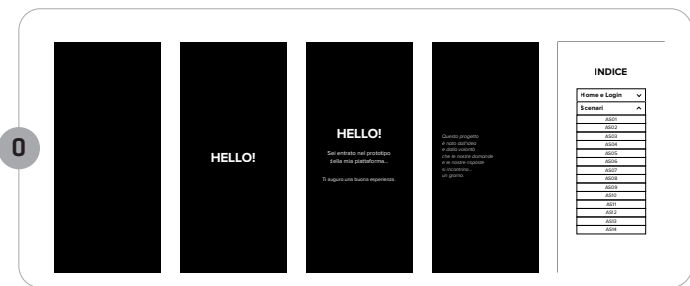 0
HELLO!
HELLO!
Sei entrato nel prototipo
della mia piattaforma...
Ti auguro una buona esperienza.
Questo progetto
è nato dall'idea
e dalla volontà
che le nostre domande
e le nostre risposte
si incontrino...
un giorno.
INDICE
Home e Login
Scenari
AS01
AS02
AS03
AS04
AS05
AS06
AS07
AS08
AS09
AS10
AS11
AS12
AS13
AS14